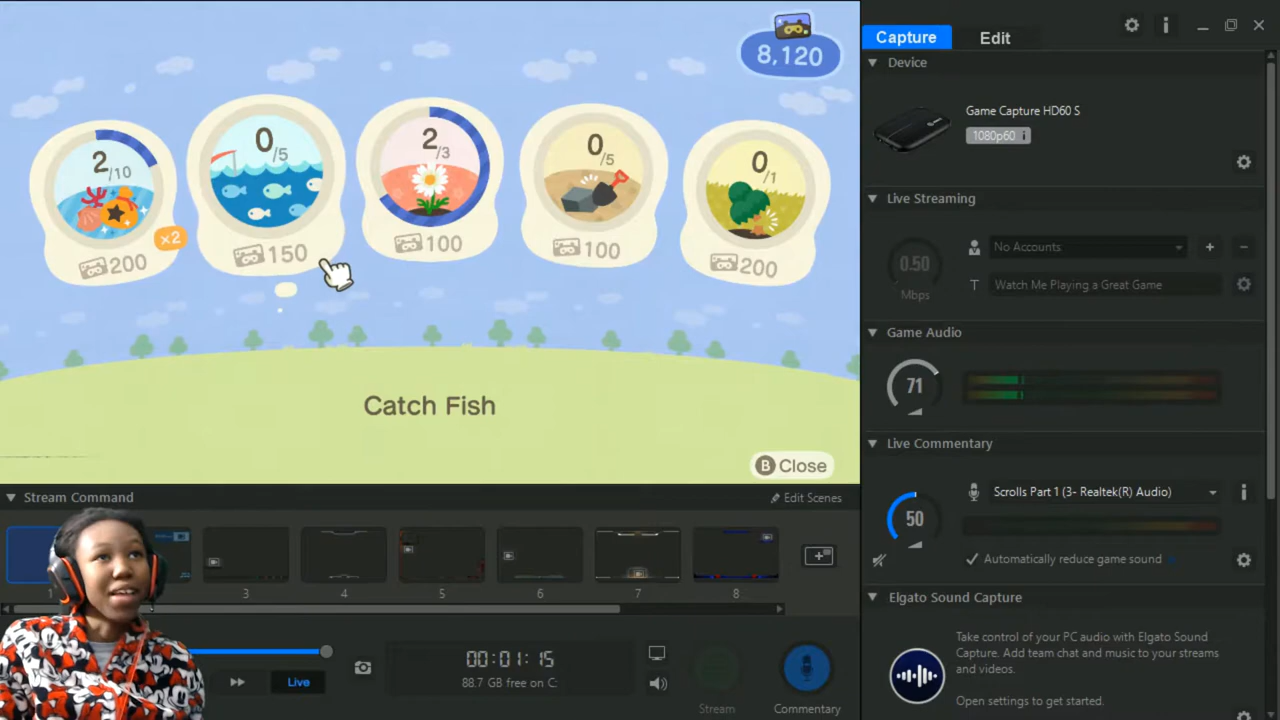 8,120
2/10
0/5
2/3
0/5
0/1
x2
200
150
100
100
200
Catch Fish
B Close
Capture
Edit
i
Device
Game Capture HD60 S
1080p60 i
Live Streaming
0.50
Mbps
No Accounts
+ −
T Watch Me Playing a Great Game
Game Audio
71
Live Commentary
50
Scrolls Part 1 (3- Realtek(R) Audio)
i
Automatically reduce game sound
Elgato Sound Capture
Take control of your PC audio with Elgato Sound
Capture. Add team chat and music to your streams
and videos.
Open settings to get started.
Stream Command
Edit Scenes
1 3 4 5 6 7 8
Live
00:01:15
88.7 GB free on C:
Stream
Commentary